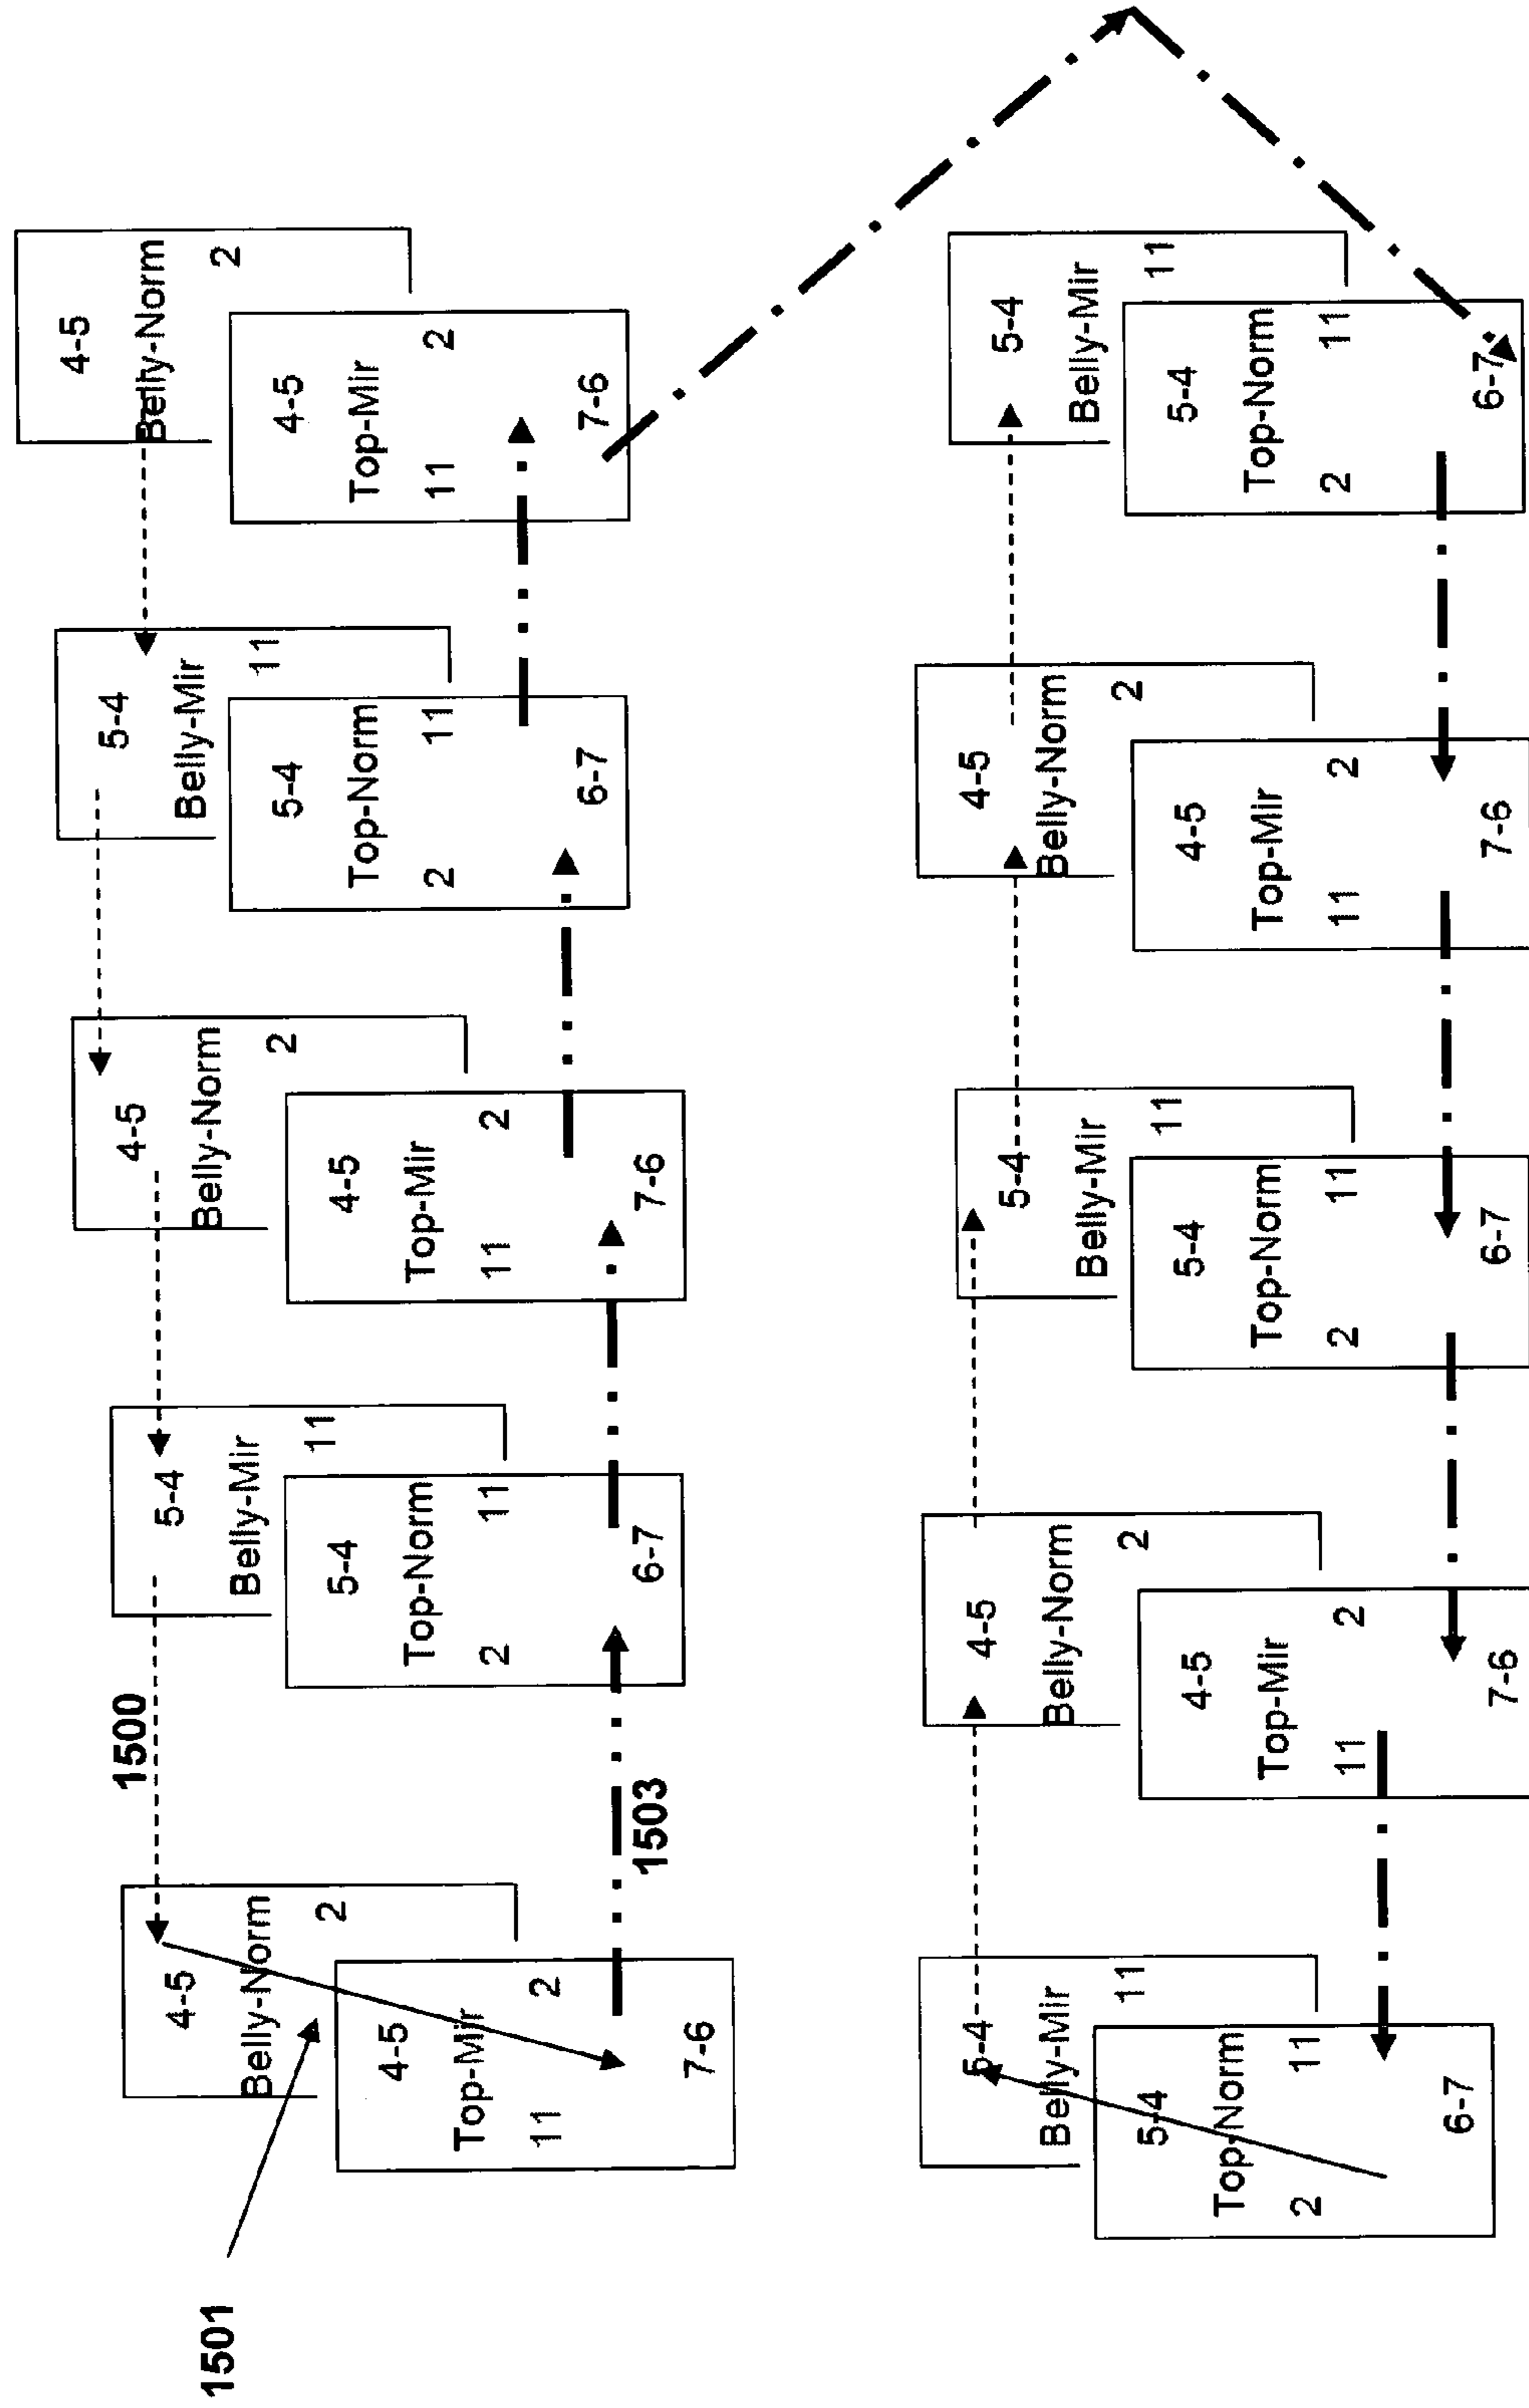 1501
1500
4-5
Belly-Norm
2
4-5
Top-Mir
11 2
7-6
1503
5-4
Belly-Mir
11
5-4
Top-Norm
2 11
6-7
4-5
Belly-Norm
2
4-5
Top-Mir
11 2
7-6
5-4
Belly-Mir
11
5-4
Top-Norm
2 11
6-7
4-5
Belly-Norm
2
4-5
Top-Mir
11 2
7-6
5-4
Belly-Mir
11
5-4
Top-Norm
2 11
6-7
4-5
Belly-Norm
2
4-5
Top-Mir
11 2
7-6
5-4
Belly-Mir
11
5-4
Top-Norm
2 11
6-7
4-5
Belly-Norm
2
4-5
Top-Mir
11 2
7-6
5-4
Belly-Mir
11
5-4
Top-Norm
2 11
6-7